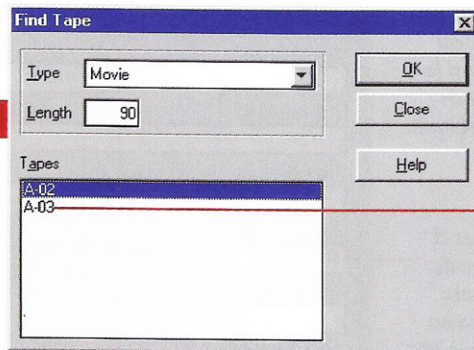 Find Tape
Type Movie
OK
Length 90
Close
Tapes
Help
A-02
A-03